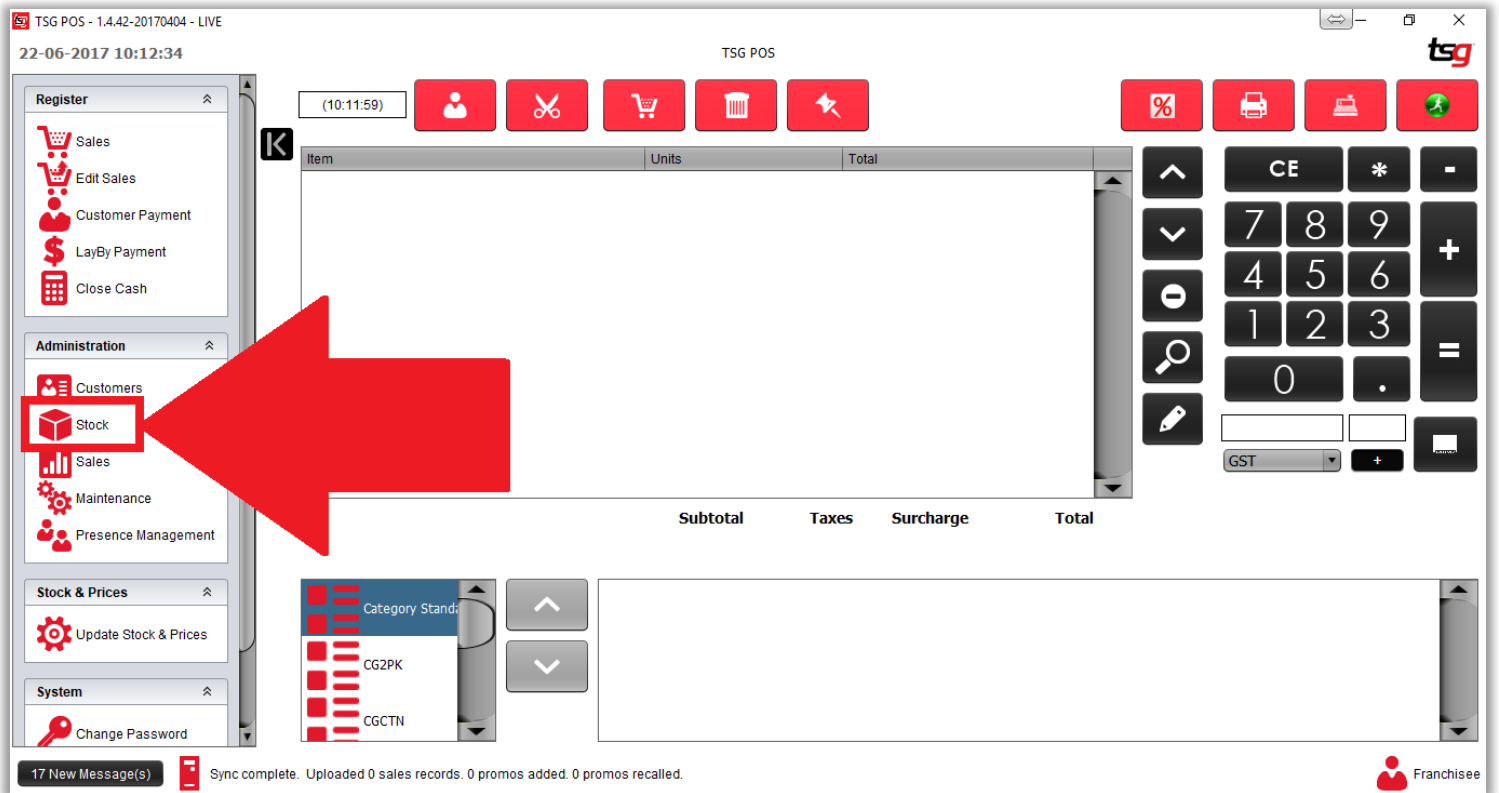 TSG POS - 1.4.42-20170404 - LIVE
22-06-2017 10:12:34
TSG POS
tsg
Register
Sales
Edit Sales
Customer Payment
LayBy Payment
Close Cash
Administration
Customers
Stock
Sales
Maintenance
Presence Management
Stock & Prices
Update Stock & Prices
System
Change Password
(10:11:59)
%
Item Units Total
CE * -
7 8 9 +
4 5 6
1 2 3 =
0 .
GST +
Subtotal Taxes Surcharge Total
Category Standa
CG2PK
CGCTN
17 New Message(s)
Sync complete. Uploaded 0 sales records. 0 promos added. 0 promos recalled.
Franchisee